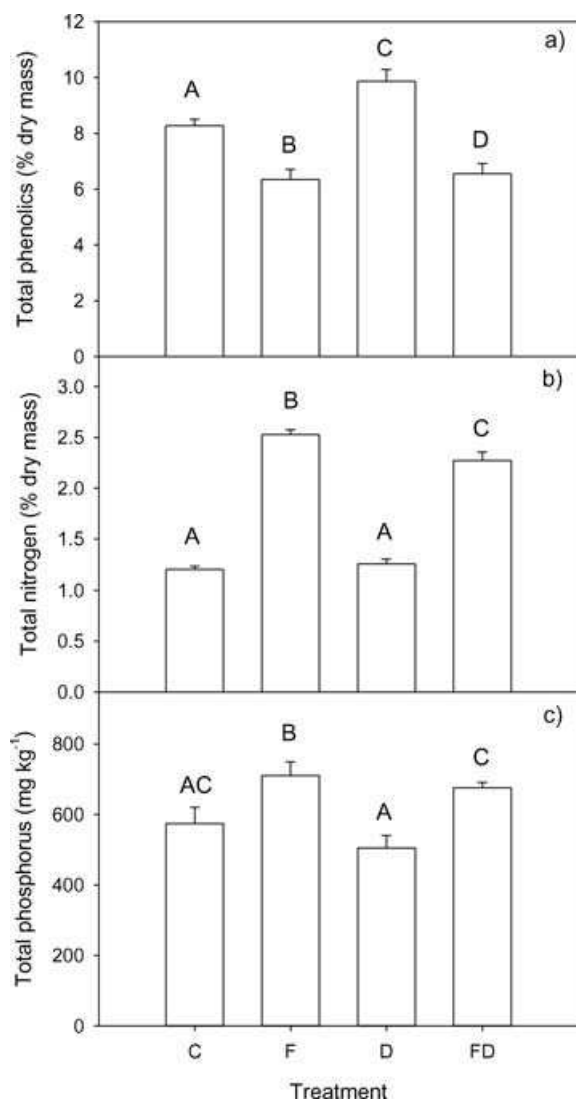 a)
Total phenolics (% dry mass)
12
10
8
6
4
2
0
A
B
C
D
b)
Total nitrogen (% dry mass)
3.0
2.5
2.0
1.5
1.0
0.5
0.0
A
B
A
C
c)
Total phosphorus (mg kg⁻¹)
800
600
400
200
0
AC
B
A
C
C F D FD
Treatment